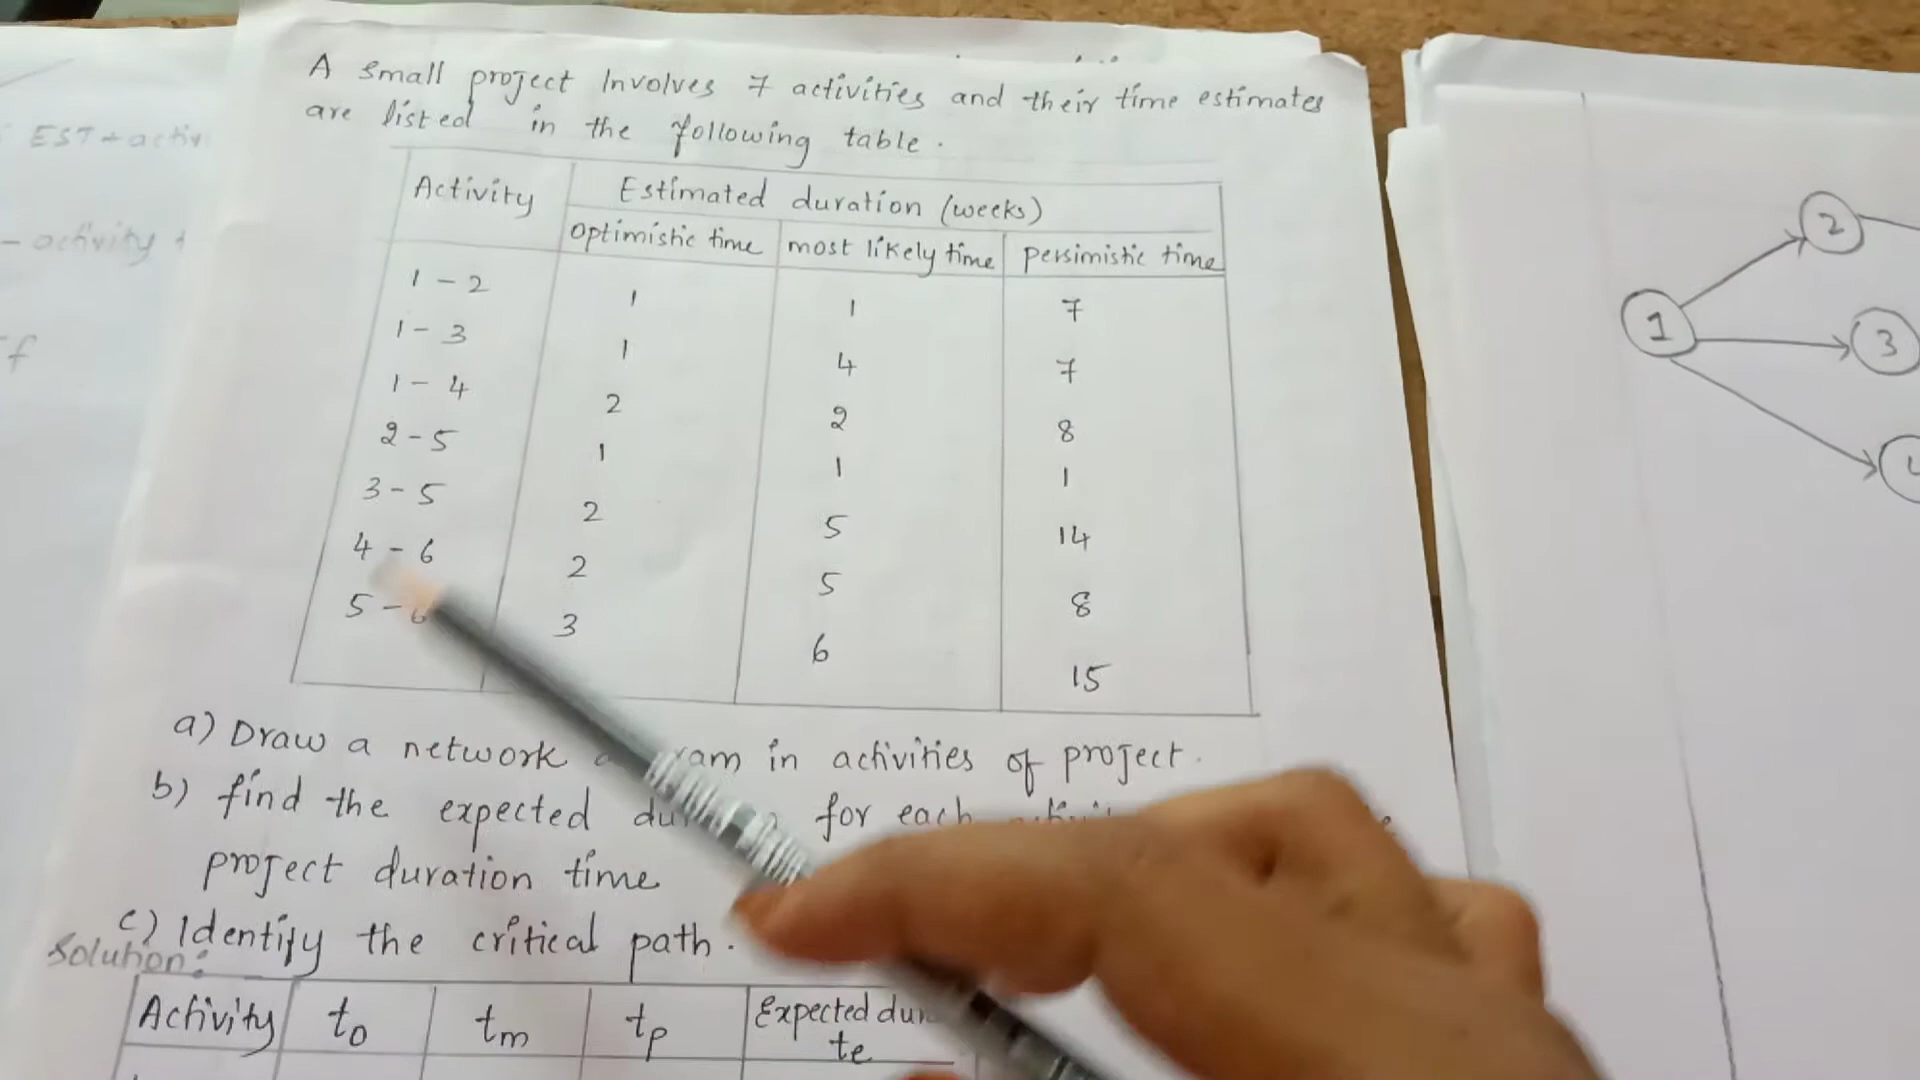 A small project Involves 7 activities and their time estimates
are listed in the following table.
Activity Estimated duration (weeks)
optimistic time most likely time persimistic time
1 - 2 1 1 7
1 - 3 1 4 7
1 - 4 2 2 8
2 - 5 1 1 1
3 - 5 2 5 14
4 - 6 2 5 8
5 - 6 3 6 15
a) Draw a network in activities of project.
b) find the expected for each
project duration time
c) Identify the critical path.
Solution:
Activity to tm tp Expected
te
EST + activ
- activity +
f
2
1
3
4